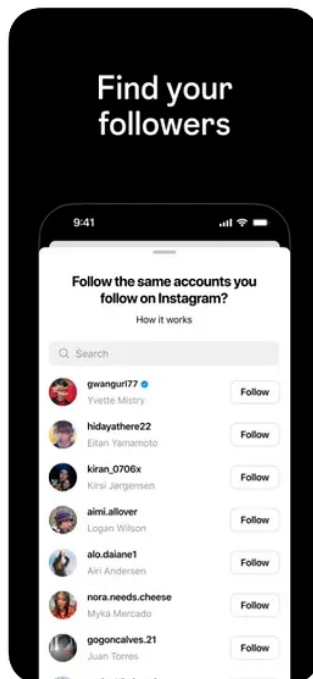 Find your
followers
9:41
Follow the same accounts you
follow on Instagram?
How it works
Search
gwangurl77
Yvette Mistry
Follow
hidayathere22
Eitan Yamamoto
Follow
kiran_0706x
Kirsi Jørgensen
Follow
aimi.allover
Logan Wilson
Follow
alo.daiane1
Airi Andersen
Follow
nora.needs.cheese
Myka Mercado
Follow
gogoncalves.21
Juan Torres
Follow